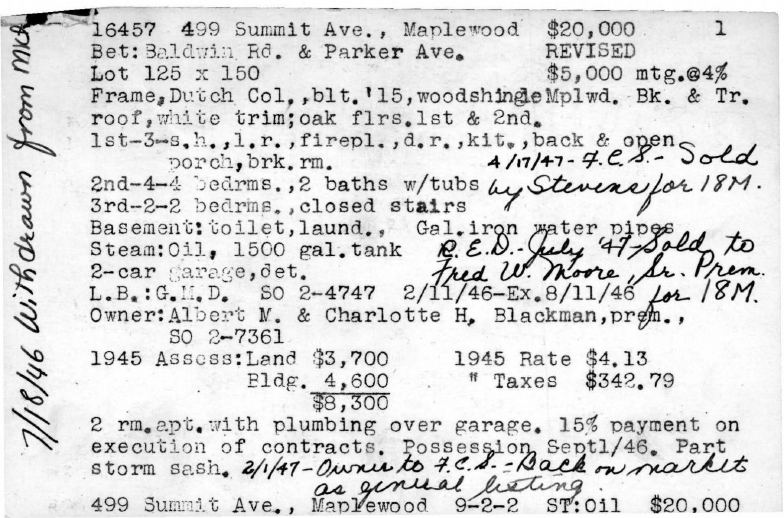 16457 499 Summit Ave., Maplewood $20,000 1
Bet: Baldwin Rd. & Parker Ave. REVISED
Lot 125 x 150 $5,000 mtg.@4%
Frame, Dutch Col., blt. '15, woodshingle Mplwd. Bk. & Tr.
roof, white trim; oak flrs. 1st & 2nd.
1st-3-s.h., l.r., firepl., d.r., kit., back & open
porch, brk. rm.
4/17/47 - F.C.S. - Sold
by Stevens for 18M.
2nd-4-4 bedrms., 2 baths w/tubs
3rd-2-2 bedrms., closed stairs
Basement: toilet, laund., Gal. iron water pipes
Steam: Oil, 1500 gal. tank
R.E.D. - July '47 - Sold to
Fred W. Moore, Sr. Prem.
for 18M.
2-car garage, det.
L.B.: G.M.D. SO 2-4747 2/11/46-Ex. 8/11/46
Owner: Albert M. & Charlotte H. Blackman, prem.,
SO 2-7361
1945 Assess: Land $3,700 1945 Rate $4.13
Bldg. 4,600 " Taxes $342.79
$8,300
2 rm. apt. with plumbing over garage. 15% payment on
execution of contracts. Possession Sept1/46. Part
storm sash. 2/1/47 - Owner to F.C.S. - Back on market
as general listing.
499 Summit Ave., Maplewood 9-2-2 ST: Oil $20,000
7/18/46 Withdrawn from mkt